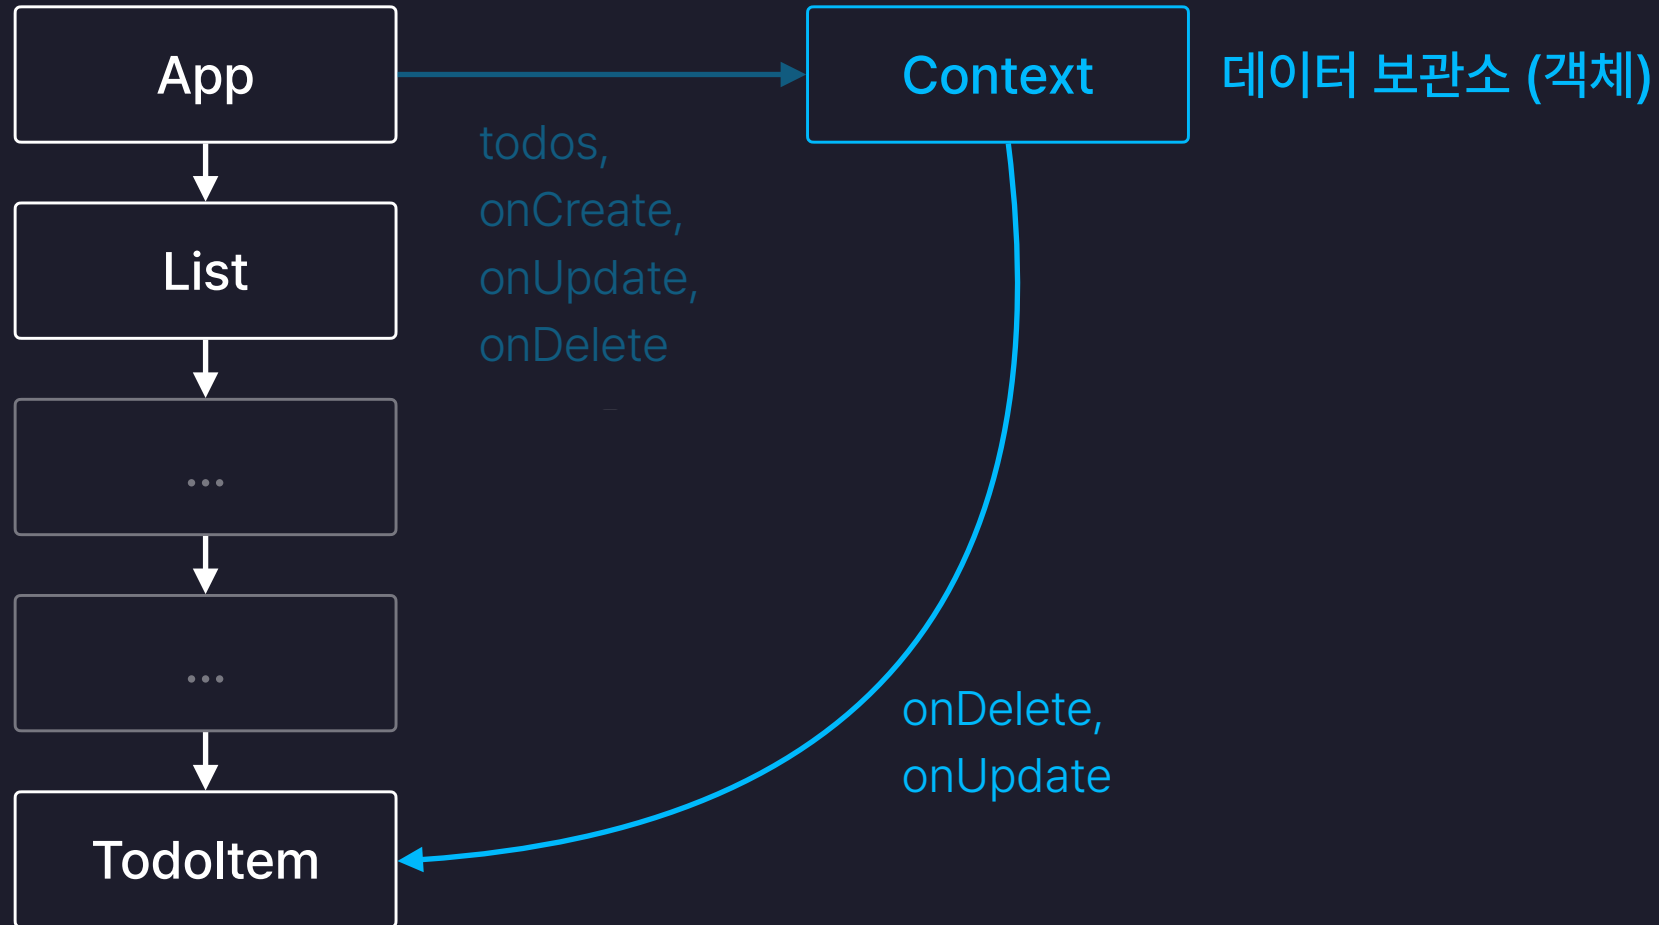 App
Context
데이터 보관소 (객체)
todos,
onCreate,
onUpdate,
onDelete
List
...
...
onDelete,
onUpdate
TodoItem